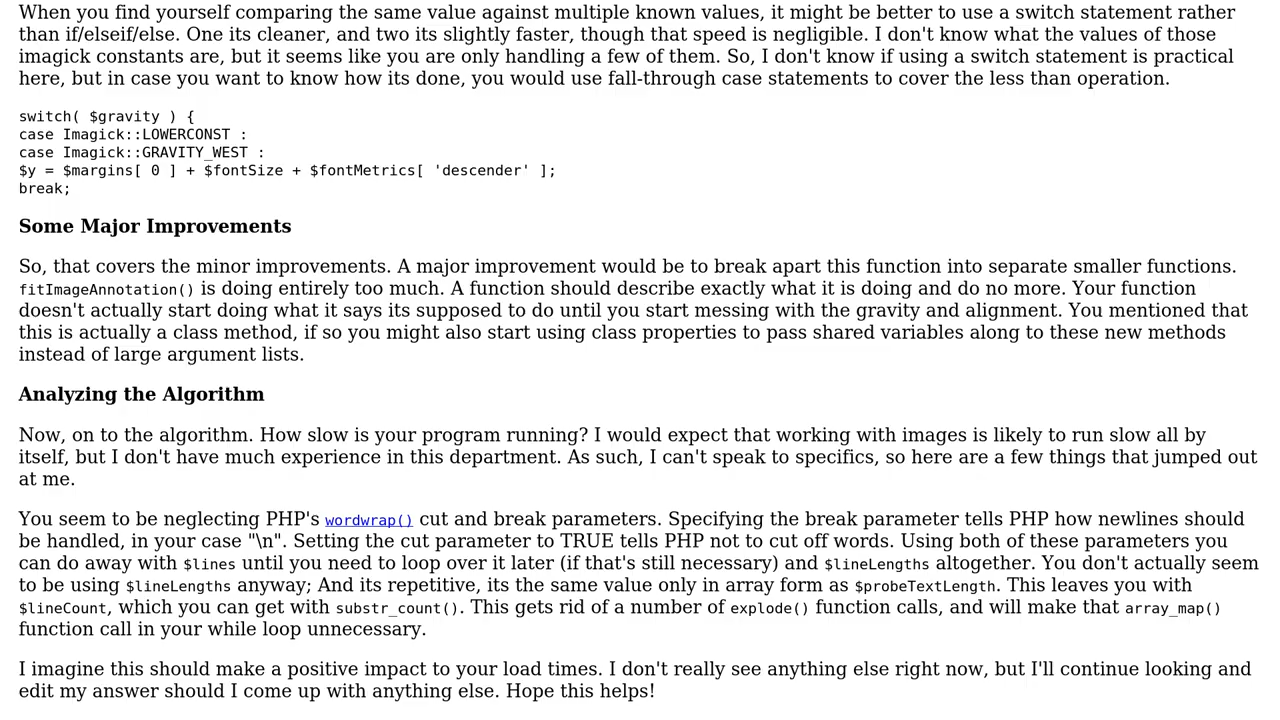 When you find yourself comparing the same value against multiple known values, it might be better to use a switch statement rather
than if/elseif/else. One its cleaner, and two its slightly faster, though that speed is negligible. I don't know what the values of those
imagick constants are, but it seems like you are only handling a few of them. So, I don't know if using a switch statement is practical
here, but in case you want to know how its done, you would use fall-through case statements to cover the less than operation.
switch( $gravity ) {
case Imagick::LOWERCONST :
case Imagick::GRAVITY_WEST :
$y = $margins[ 0 ] + $fontSize + $fontMetrics[ 'descender' ];
break;
Some Major Improvements
So, that covers the minor improvements. A major improvement would be to break apart this function into separate smaller functions.
fitImageAnnotation() is doing entirely too much. A function should describe exactly what it is doing and do no more. Your function
doesn't actually start doing what it says its supposed to do until you start messing with the gravity and alignment. You mentioned that
this is actually a class method, if so you might also start using class properties to pass shared variables along to these new methods
instead of large argument lists.
Analyzing the Algorithm
Now, on to the algorithm. How slow is your program running? I would expect that working with images is likely to run slow all by
itself, but I don't have much experience in this department. As such, I can't speak to specifics, so here are a few things that jumped out
at me.
You seem to be neglecting PHP's wordwrap() cut and break parameters. Specifying the break parameter tells PHP how newlines should
be handled, in your case "\n". Setting the cut parameter to TRUE tells PHP not to cut off words. Using both of these parameters you
can do away with $lines until you need to loop over it later (if that's still necessary) and $lineLengths altogether. You don't actually seem
to be using $lineLengths anyway; And its repetitive, its the same value only in array form as $probeTextLength. This leaves you with
$lineCount, which you can get with substr_count(). This gets rid of a number of explode() function calls, and will make that array_map()
function call in your while loop unnecessary.
I imagine this should make a positive impact to your load times. I don't really see anything else right now, but I'll continue looking and
edit my answer should I come up with anything else. Hope this helps!